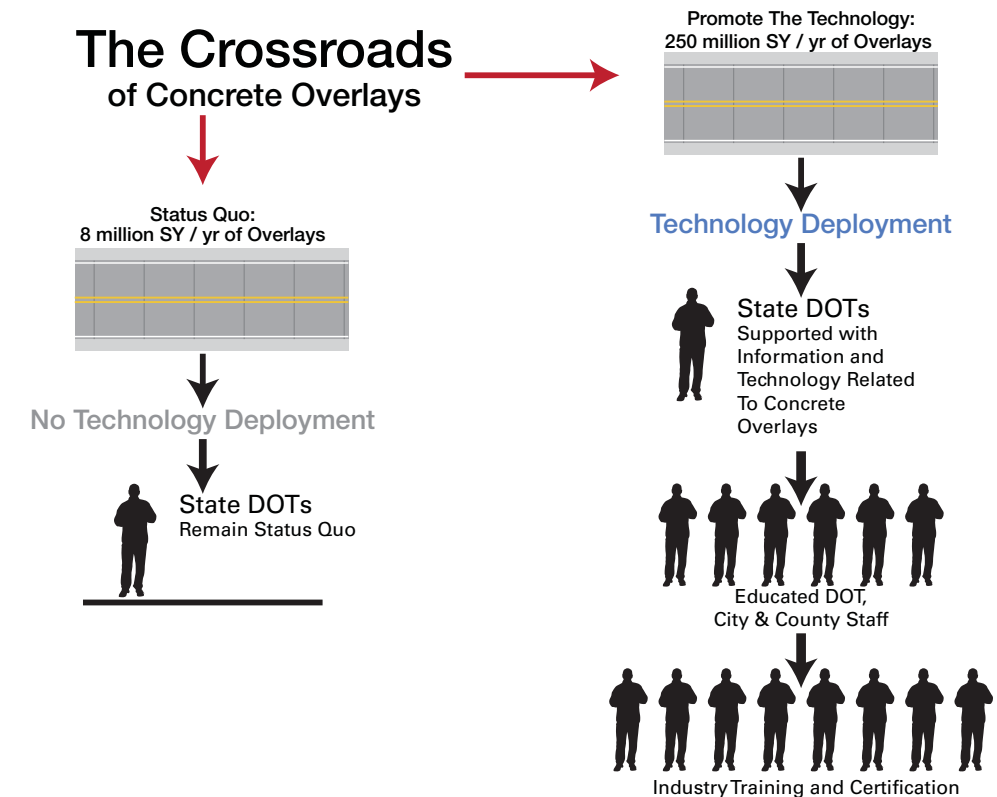 The Crossroads
of Concrete Overlays
Status Quo:
8 million SY / yr of Overlays
No Technology Deployment
State DOTs
Remain Status Quo
Promote The Technology:
250 million SY / yr of Overlays
Technology Deployment
State DOTs
Supported with
Information and
Technology Related
To Concrete
Overlays
Educated DOT,
City & County Staff
Industry Training and Certification